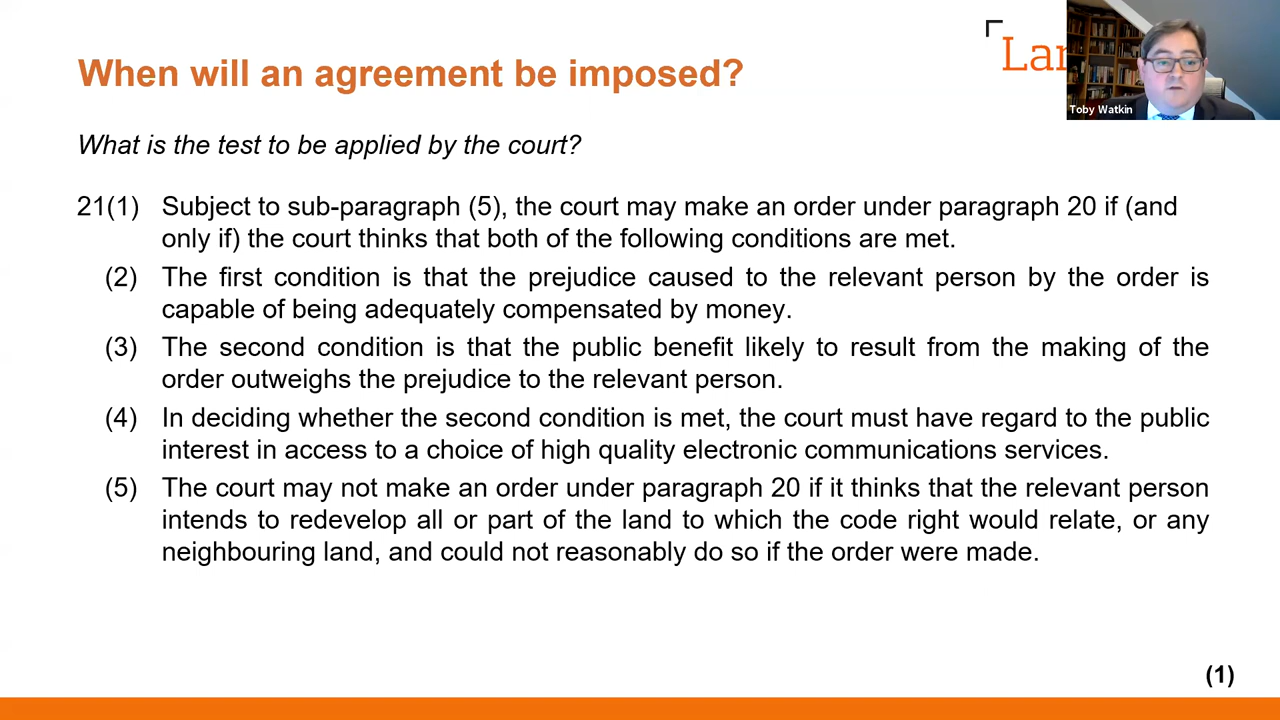 When will an agreement be imposed?
Toby Watkin
What is the test to be applied by the court?
21(1) Subject to sub-paragraph (5), the court may make an order under paragraph 20 if (and
only if) the court thinks that both of the following conditions are met.
(2) The first condition is that the prejudice caused to the relevant person by the order is
capable of being adequately compensated by money.
(3) The second condition is that the public benefit likely to result from the making of the
order outweighs the prejudice to the relevant person.
(4) In deciding whether the second condition is met, the court must have regard to the public
interest in access to a choice of high quality electronic communications services.
(5) The court may not make an order under paragraph 20 if it thinks that the relevant person
intends to redevelop all or part of the land to which the code right would relate, or any
neighbouring land, and could not reasonably do so if the order were made.
(1)